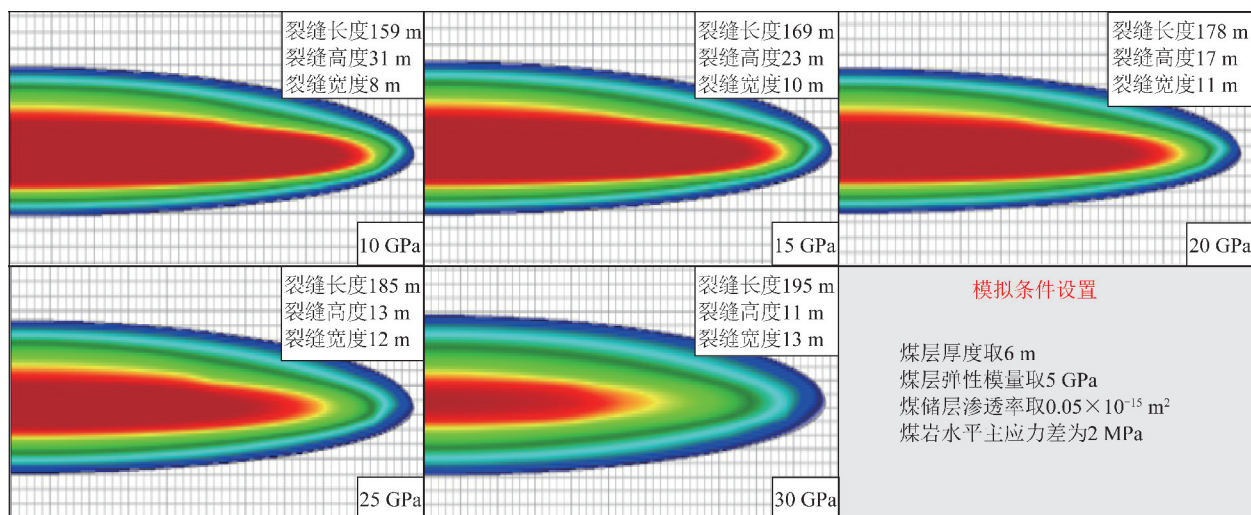 裂缝长度159 m
裂缝高度31 m
裂缝宽度8 m
10 GPa
裂缝长度169 m
裂缝高度23 m
裂缝宽度10 m
15 GPa
裂缝长度178 m
裂缝高度17 m
裂缝宽度11 m
20 GPa
裂缝长度185 m
裂缝高度13 m
裂缝宽度12 m
25 GPa
裂缝长度195 m
裂缝高度11 m
裂缝宽度13 m
30 GPa
模拟条件设置
煤层厚度取6 m
煤层弹性模量取5 GPa
煤储层渗透率取0.05×10⁻¹⁵ m²
煤岩水平主应力差为2 MPa